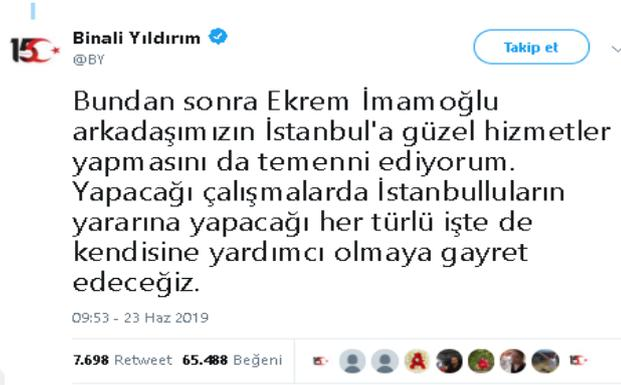 15
Binali Yıldırım
@BY
Takip et
Bundan sonra Ekrem İmamoğlu
arkadaşımızın İstanbul'a güzel hizmetler
yapmasını da temenni ediyorum.
Yapacağı çalışmalarda İstanbulluların
yararına yapacağı her türlü işte de
kendisine yardımcı olmaya gayret
edeceğiz.
09:53 - 23 Haz 2019
7.698 Retweet 65.488 Beğeni